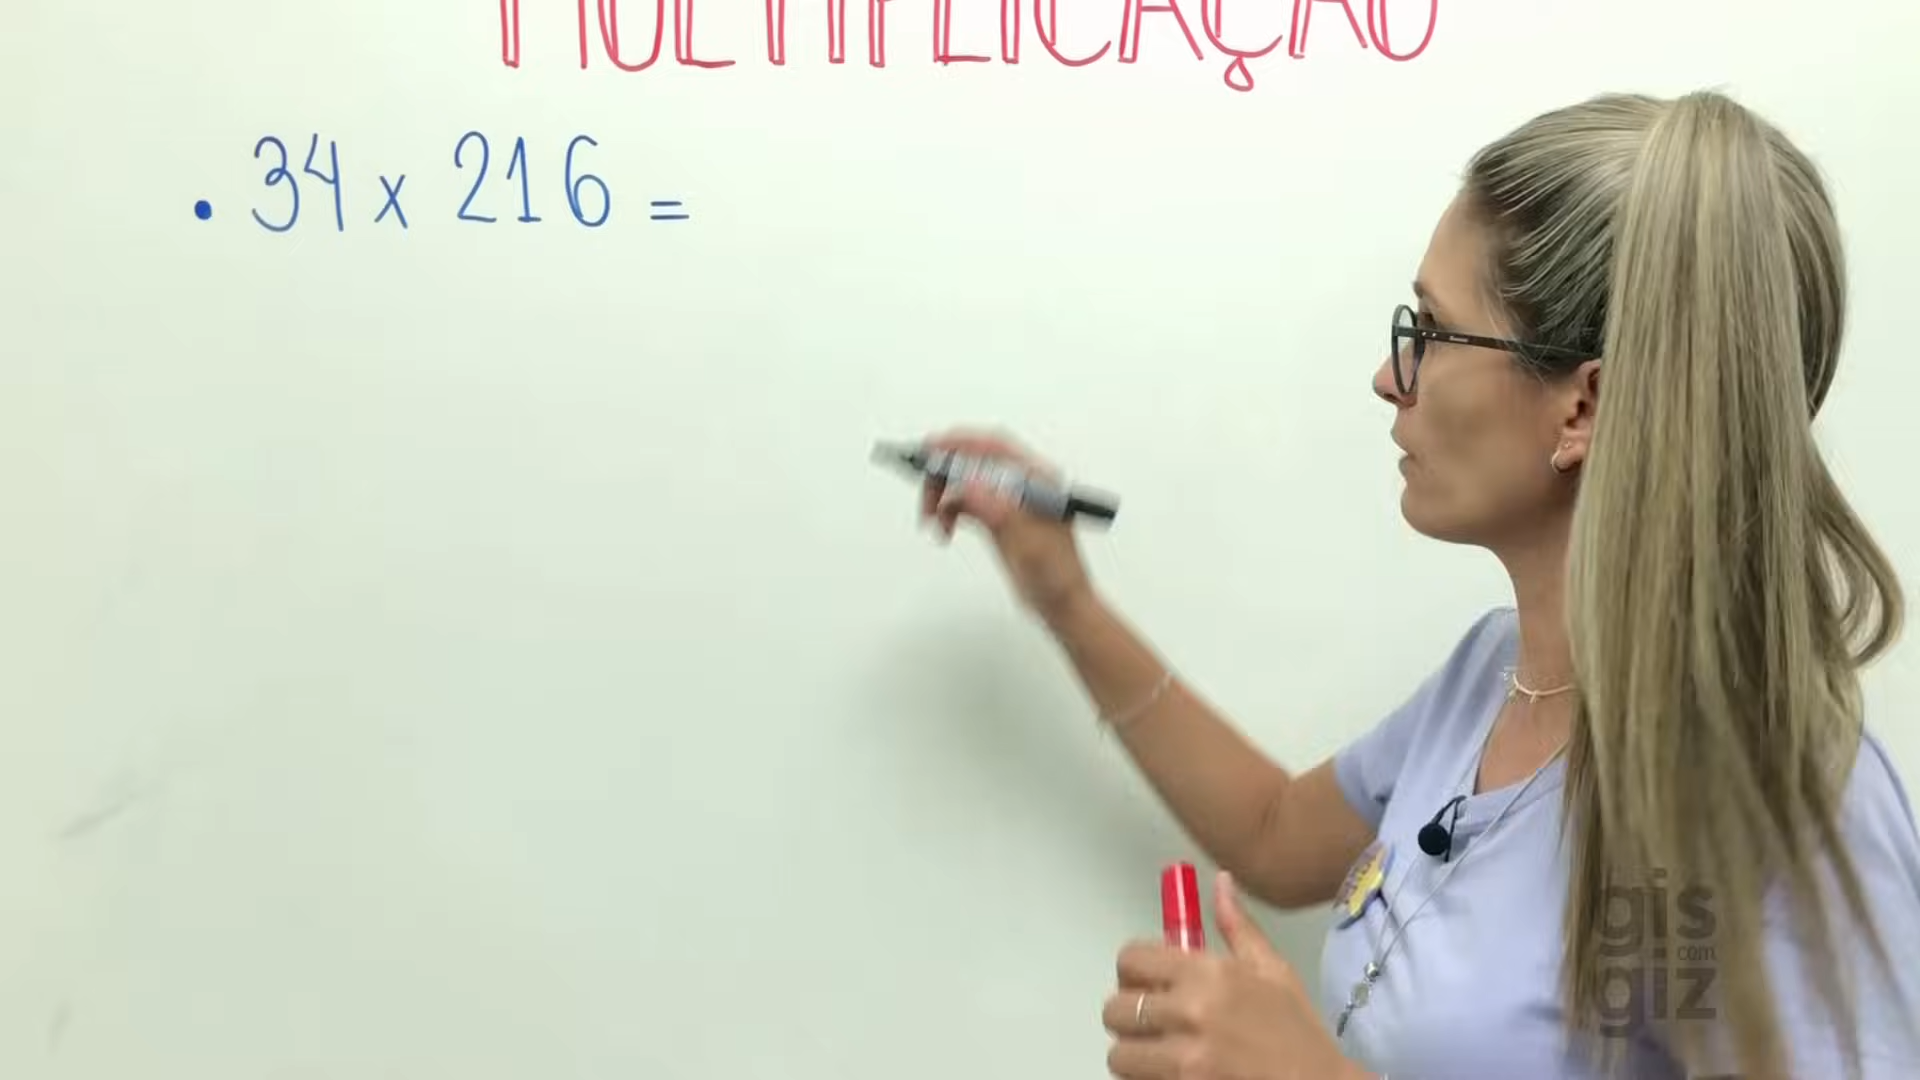 MULTIPLICAÇÃO
. 34 x 216 =
gis
com
giz